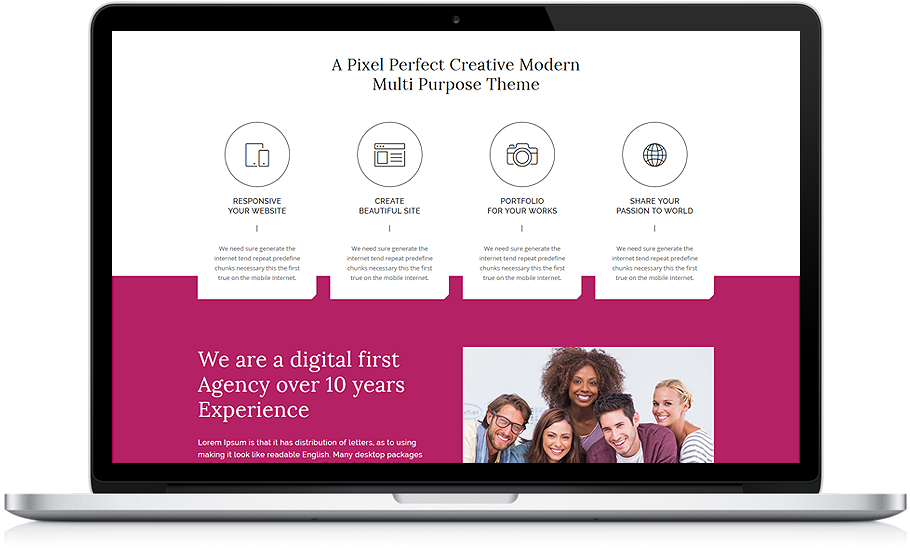 A Pixel Perfect Creative Modern
Multi Purpose Theme
RESPONSIVE
YOUR WEBSITE
We need sure generate the
internet tend repeat predefine
chunks necessary this the first
true on the mobile Internet.
CREATE
BEAUTIFUL SITE
We need sure generate the
internet tend repeat predefine
chunks necessary this the first
true on the mobile Internet.
PORTFOLIO
FOR YOUR WORKS
We need sure generate the
internet tend repeat predefine
chunks necessary this the first
true on the mobile Internet.
SHARE YOUR
PASSION TO WORLD
We need sure generate the
internet tend repeat predefine
chunks necessary this the first
true on the mobile Internet.
We are a digital first
Agency over 10 years
Experience
Lorem Ipsum is that it has distribution of letters, as to using
making it look like readable English. Many desktop packages